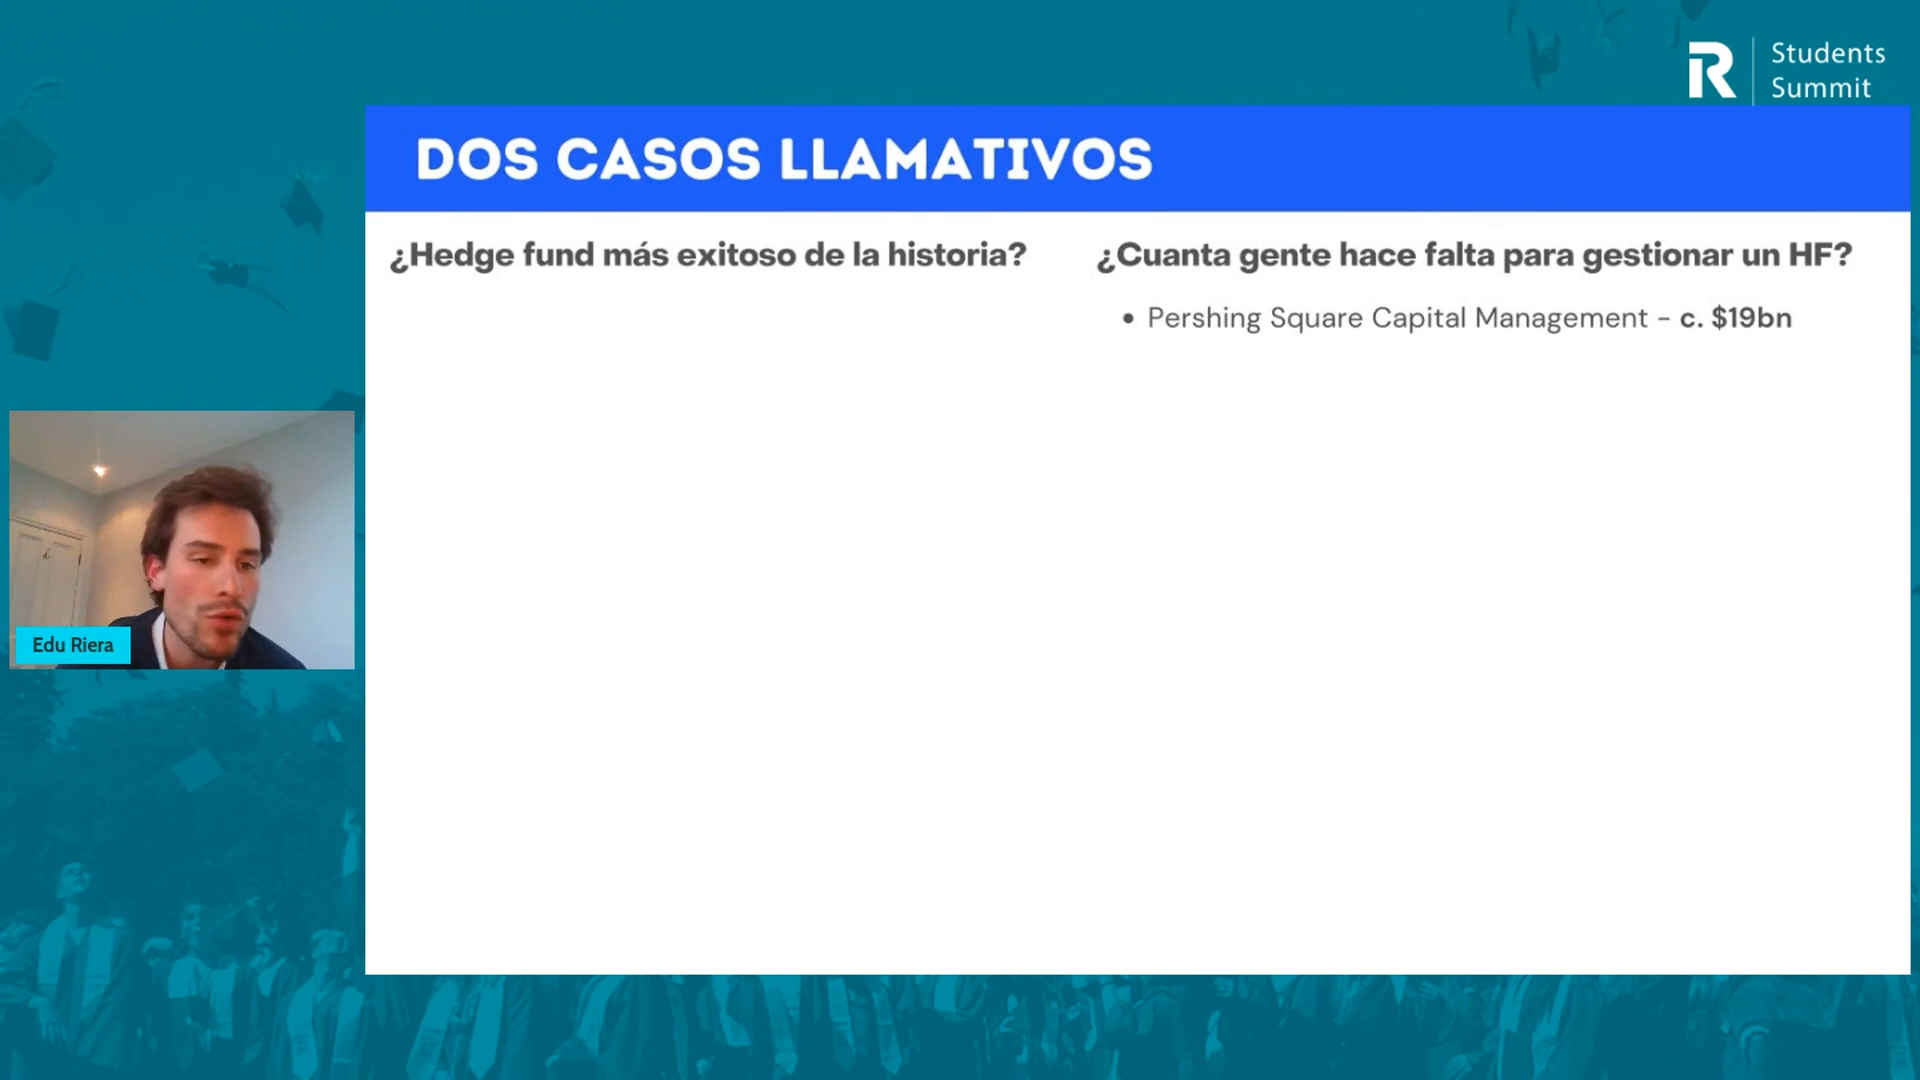 Students
Summit
DOS CASOS LLAMATIVOS
¿Hedge fund más exitoso de la historia?
¿Cuanta gente hace falta para gestionar un HF?
• Pershing Square Capital Management - c. $19bn
Edu Riera